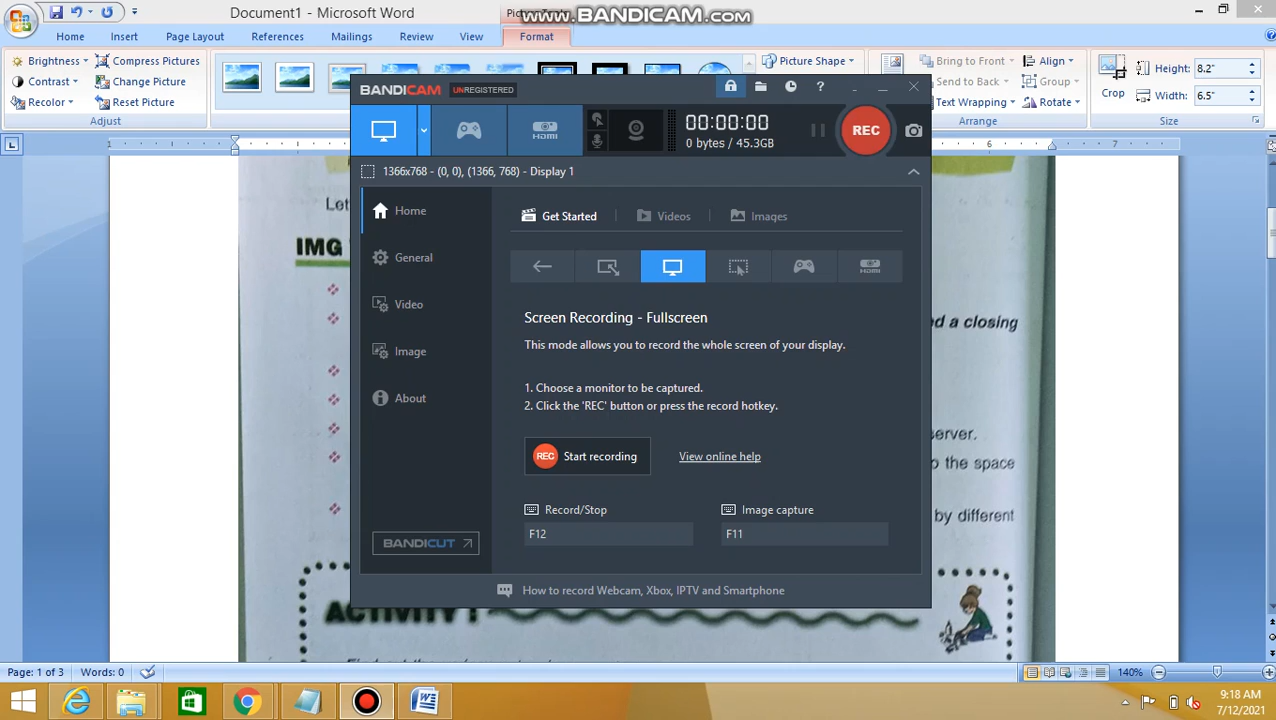 Document1 - Microsoft Word
www.BANDICAM.com
Home Insert Page Layout References Mailings Review View Format
Brightness Compress Pictures
Contrast Change Picture
Recolor Reset Picture
Adjust
Picture Shape
Bring to Front Align
Send to Back Group
Text Wrapping Rotate
Arrange
Crop
Height: 8.2"
Width: 6.5"
Size
BANDICAM UNREGISTERED
HDMI
00:00:00
0 bytes / 45.3GB
REC
1366x768 - (0, 0), (1366, 768) - Display 1
Home
General
Video
Image
About
BANDICUT
Get Started Videos Images
HDMI
Screen Recording - Fullscreen
This mode allows you to record the whole screen of your display.
1. Choose a monitor to be captured.
2. Click the 'REC' button or press the record hotkey.
REC Start recording View online help
Record/Stop Image capture
F12 F11
How to record Webcam, Xbox, IPTV and Smartphone
1 6 7
Let
IMG
d a closing
server.
the space
by different
ACTIVITY
Page: 1 of 3 Words: 0 140%
9:18 AM
7/12/2021